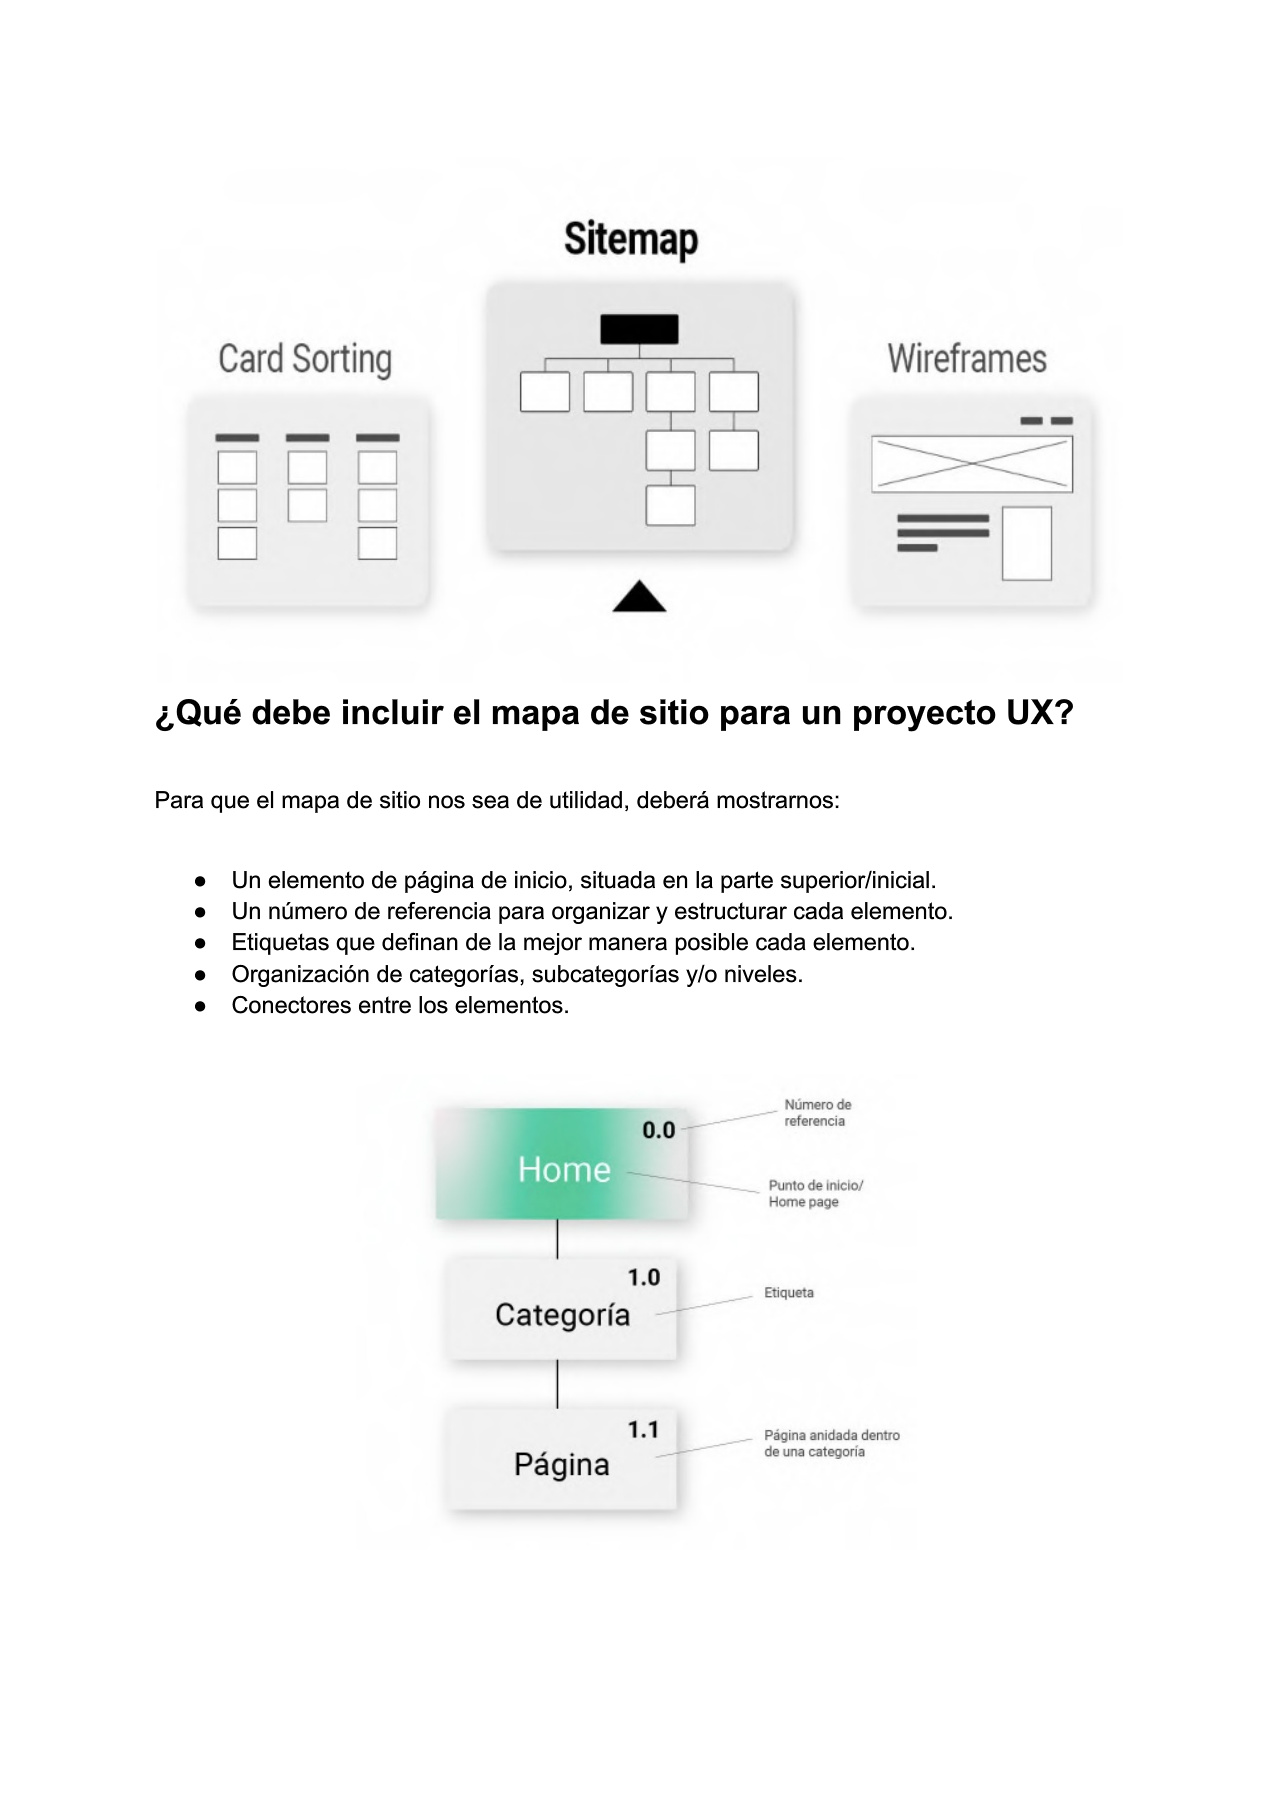 Sitemap
Card Sorting
Wireframes
¿Qué debe incluir el mapa de sitio para un proyecto UX?
Para que el mapa de sitio nos sea de utilidad, deberá mostrarnos:
● Un elemento de página de inicio, situada en la parte superior/inicial.
● Un número de referencia para organizar y estructurar cada elemento.
● Etiquetas que definan de la mejor manera posible cada elemento.
● Organización de categorías, subcategorías y/o niveles.
● Conectores entre los elementos.
0.0
Home
Número de
referencia
Punto de inicio/
Home page
1.0
Categoría
Etiqueta
1.1
Página
Página anidada dentro
de una categoría